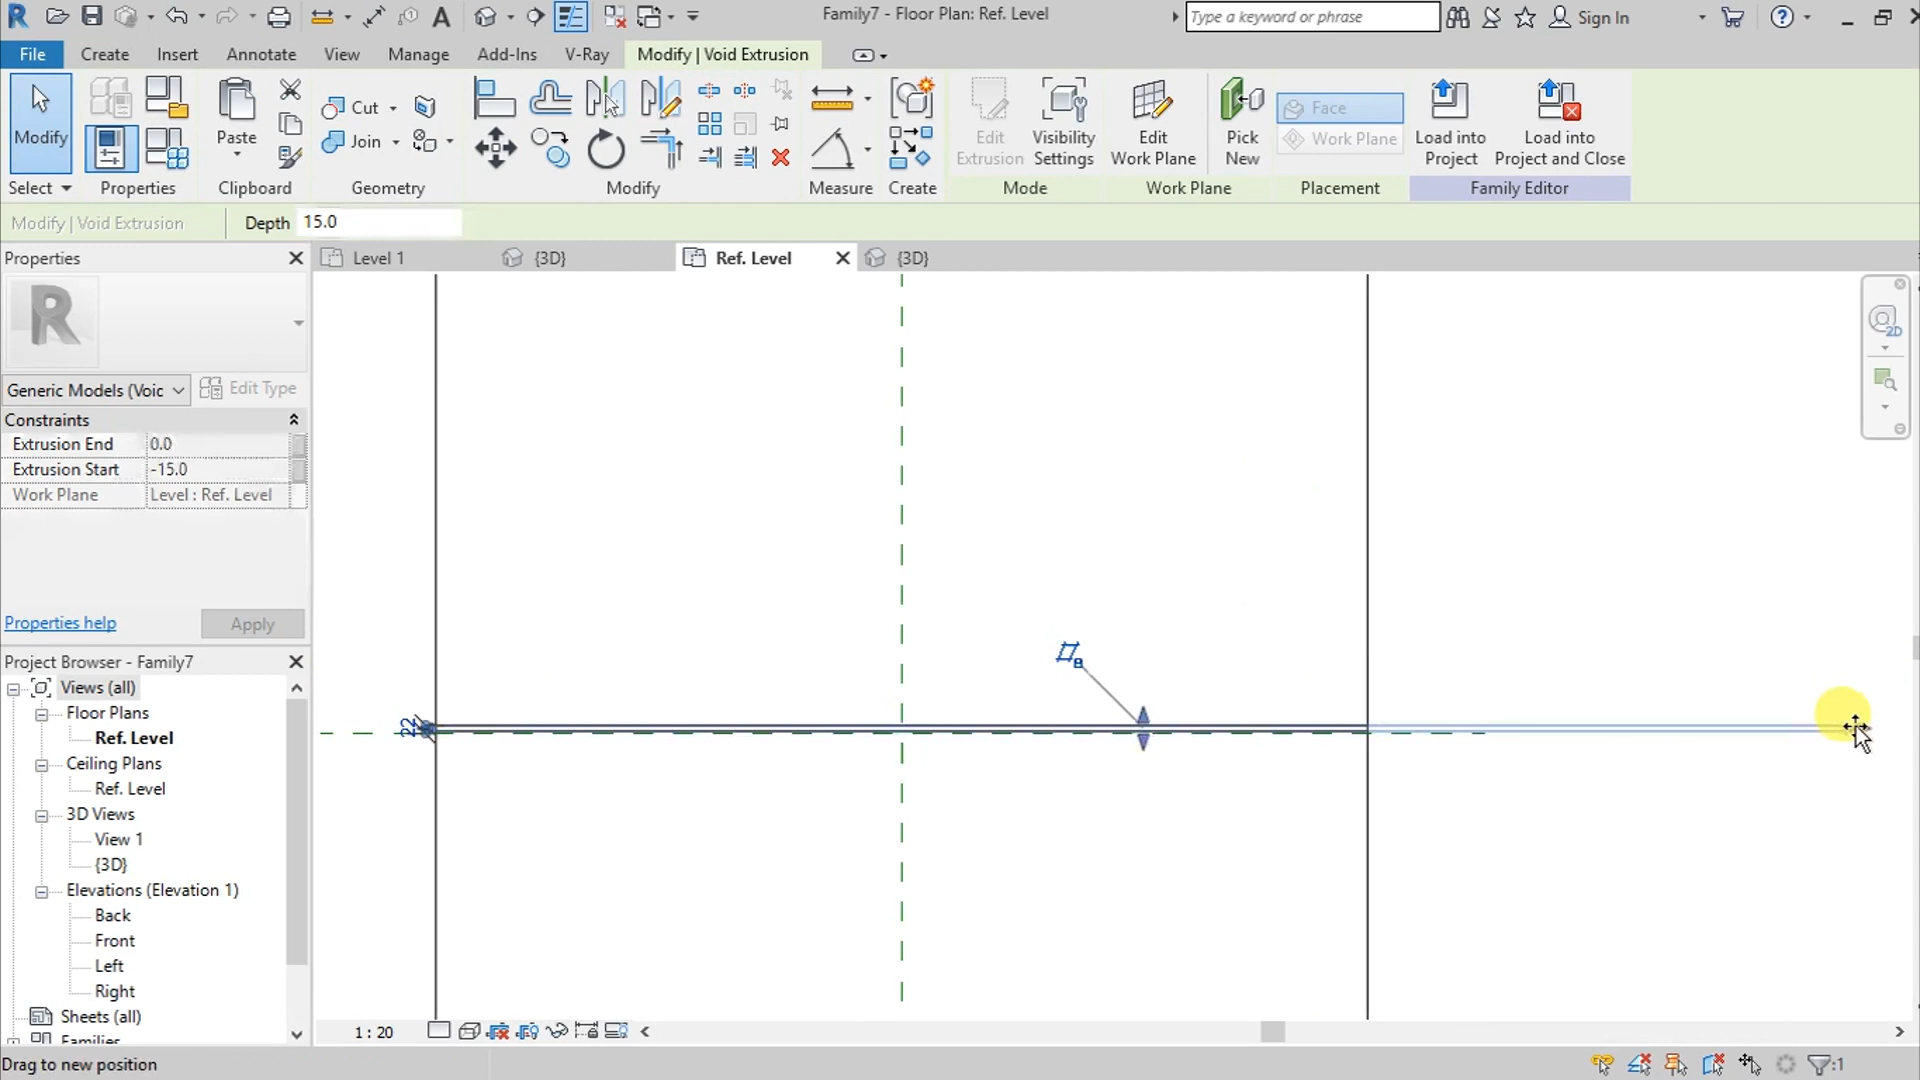 Family7 - Floor Plan: Ref. Level
Type a keyword or phrase
Sign In
File
Create
Insert
Annotate
View
Manage
Add-Ins
V-Ray
Modify | Void Extrusion
Modify
Select
Properties
Paste
Clipboard
Cut
Join
Geometry
Modify
Measure
Create
Edit Extrusion
Visibility Settings
Mode
Edit Work Plane
Pick New
Work Plane
Face
Work Plane
Placement
Load into Project
Load into Project and Close
Family Editor
Modify | Void Extrusion
Depth 15.0
Properties
Level 1
{3D}
Ref. Level
{3D}
Generic Models (Voic
Edit Type
Constraints
Extrusion End 0.0
Extrusion Start -15.0
Work Plane Level : Ref. Level
Properties help
Apply
Project Browser - Family7
Views (all)
Floor Plans
Ref. Level
Ceiling Plans
Ref. Level
3D Views
View 1
{3D}
Elevations (Elevation 1)
Back
Front
Left
Right
Sheets (all)
Families
22
2D
1 : 20
Drag to new position
:1